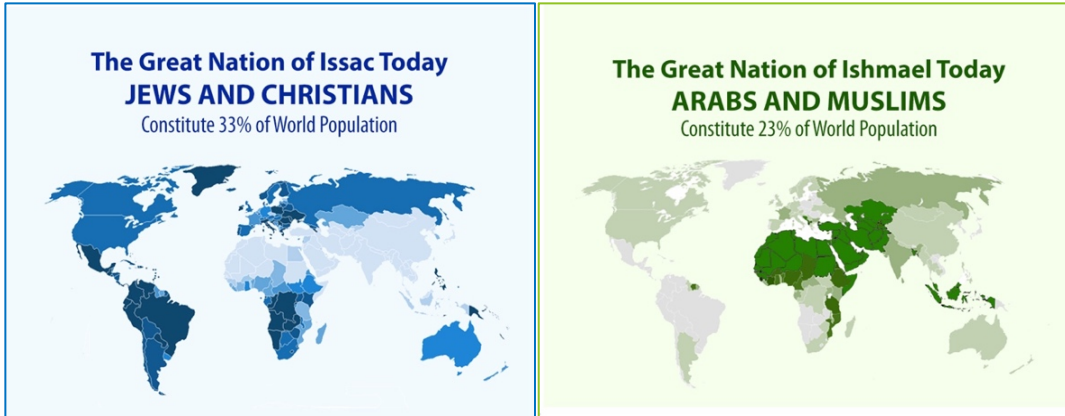 The Great Nation of Issac Today
JEWS AND CHRISTIANS
Constitute 33% of World Population
The Great Nation of Ishmael Today
ARABS AND MUSLIMS
Constitute 23% of World Population